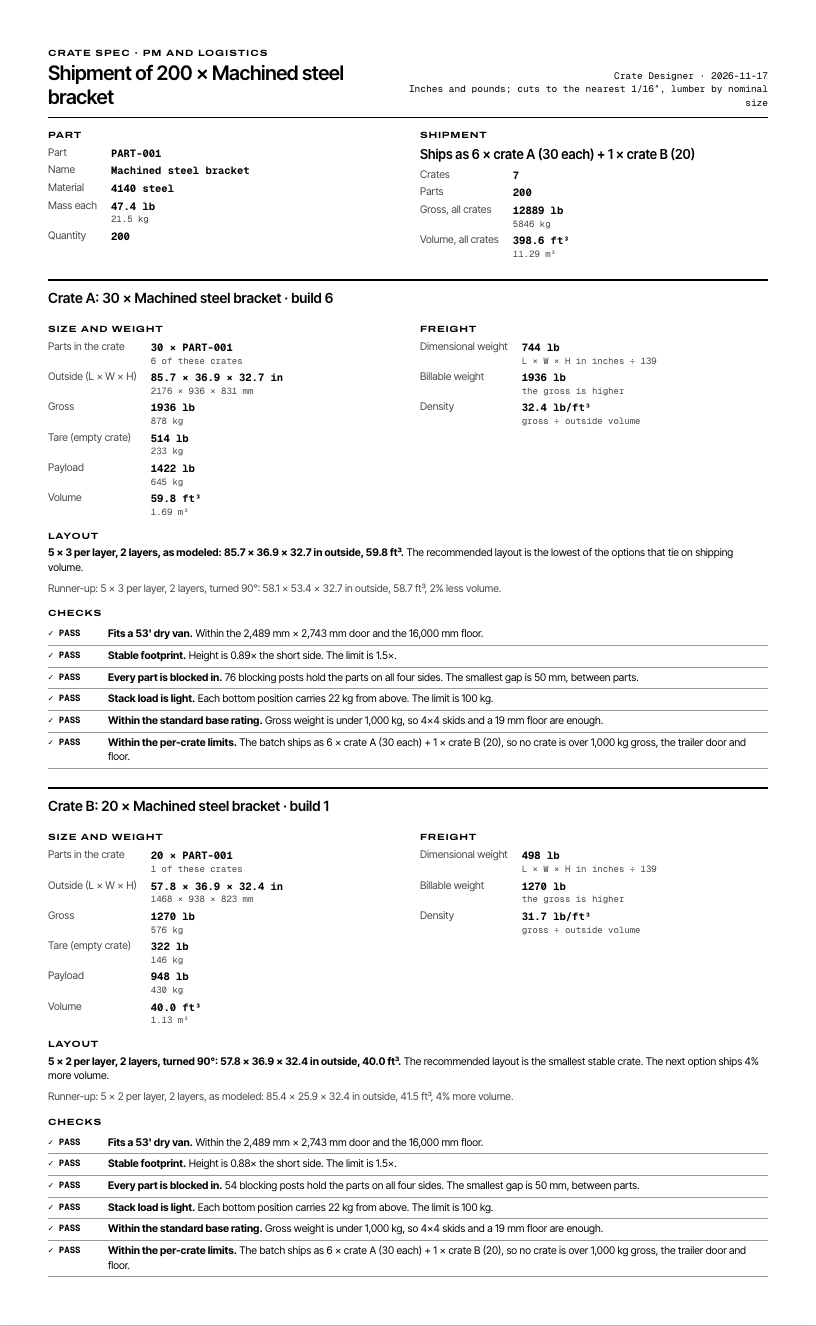 CRATE SPEC · PM AND LOGISTICS
Shipment of 200 × Machined steel
bracket
Crate Designer · 2026-11-17
Inches and pounds; cuts to the nearest 1/16", lumber by nominal
size
PART
Part PART-001
Name Machined steel bracket
Material 4140 steel
Mass each 47.4 lb
21.5 kg
Quantity 200
SHIPMENT
Ships as 6 × crate A (30 each) + 1 × crate B (20)
Crates 7
Parts 200
Gross, all crates 12889 lb
5846 kg
Volume, all crates 398.6 ft³
11.29 m³
Crate A: 30 × Machined steel bracket · build 6
SIZE AND WEIGHT
Parts in the crate 30 × PART-001
6 of these crates
Outside (L × W × H) 85.7 × 36.9 × 32.7 in
2176 × 936 × 831 mm
Gross 1936 lb
878 kg
Tare (empty crate) 514 lb
233 kg
Payload 1422 lb
645 kg
Volume 59.8 ft³
1.69 m³
FREIGHT
Dimensional weight 744 lb
L × W × H in inches ÷ 139
Billable weight 1936 lb
the gross is higher
Density 32.4 lb/ft³
gross ÷ outside volume
LAYOUT
5 × 3 per layer, 2 layers, as modeled: 85.7 × 36.9 × 32.7 in outside, 59.8 ft³. The recommended layout is the lowest of the options that tie on shipping
volume.
Runner-up: 5 × 3 per layer, 2 layers, turned 90°: 58.1 × 53.4 × 32.7 in outside, 58.7 ft³, 2% less volume.
CHECKS
✓ PASS Fits a 53' dry van. Within the 2,489 mm × 2,743 mm door and the 16,000 mm floor.
✓ PASS Stable footprint. Height is 0.89× the short side. The limit is 1.5×.
✓ PASS Every part is blocked in. 76 blocking posts hold the parts on all four sides. The smallest gap is 50 mm, between parts.
✓ PASS Stack load is light. Each bottom position carries 22 kg from above. The limit is 100 kg.
✓ PASS Within the standard base rating. Gross weight is under 1,000 kg, so 4×4 skids and a 19 mm floor are enough.
✓ PASS Within the per-crate limits. The batch ships as 6 × crate A (30 each) + 1 × crate B (20), so no crate is over 1,000 kg gross, the trailer door and
floor.
Crate B: 20 × Machined steel bracket · build 1
SIZE AND WEIGHT
Parts in the crate 20 × PART-001
1 of these crates
Outside (L × W × H) 57.8 × 36.9 × 32.4 in
1468 × 938 × 823 mm
Gross 1270 lb
576 kg
Tare (empty crate) 322 lb
146 kg
Payload 948 lb
430 kg
Volume 40.0 ft³
1.13 m³
FREIGHT
Dimensional weight 498 lb
L × W × H in inches ÷ 139
Billable weight 1270 lb
the gross is higher
Density 31.7 lb/ft³
gross ÷ outside volume
LAYOUT
5 × 2 per layer, 2 layers, turned 90°: 57.8 × 36.9 × 32.4 in outside, 40.0 ft³. The recommended layout is the smallest stable crate. The next option ships 4%
more volume.
Runner-up: 5 × 2 per layer, 2 layers, as modeled: 85.4 × 25.9 × 32.4 in outside, 41.5 ft³, 4% more volume.
CHECKS
✓ PASS Fits a 53' dry van. Within the 2,489 mm × 2,743 mm door and the 16,000 mm floor.
✓ PASS Stable footprint. Height is 0.88× the short side. The limit is 1.5×.
✓ PASS Every part is blocked in. 54 blocking posts hold the parts on all four sides. The smallest gap is 50 mm, between parts.
✓ PASS Stack load is light. Each bottom position carries 22 kg from above. The limit is 100 kg.
✓ PASS Within the standard base rating. Gross weight is under 1,000 kg, so 4×4 skids and a 19 mm floor are enough.
✓ PASS Within the per-crate limits. The batch ships as 6 × crate A (30 each) + 1 × crate B (20), so no crate is over 1,000 kg gross, the trailer door and
floor.